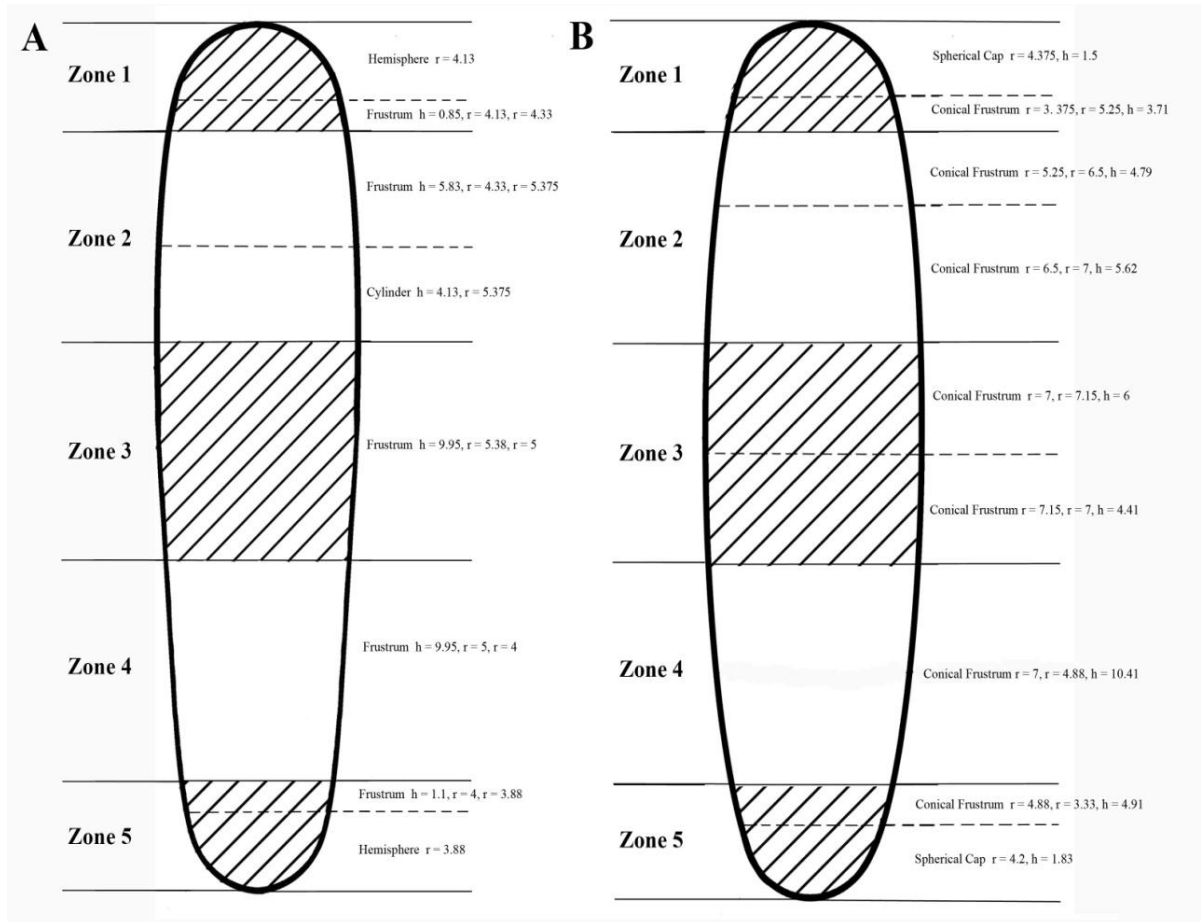 A
Zone 1
Hemisphere r = 4.13
Frustrum h = 0.85, r = 4.13, r = 4.33
Zone 2
Frustrum h = 5.83, r = 4.33, r = 5.375
Cylinder h = 4.13, r = 5.375
Zone 3
Frustrum h = 9.95, r = 5.38, r = 5
Zone 4
Frustrum h = 9.95, r = 5, r = 4
Zone 5
Frustrum h = 1.1, r = 4, r = 3.88
Hemisphere r = 3.88
B
Zone 1
Spherical Cap r = 4.375, h = 1.5
Conical Frustrum r = 3. 375, r = 5.25, h = 3.71
Zone 2
Conical Frustrum r = 5.25, r = 6.5, h = 4.79
Conical Frustrum r = 6.5, r = 7, h = 5.62
Zone 3
Conical Frustrum r = 7, r = 7.15, h = 6
Conical Frustrum r = 7.15, r = 7, h = 4.41
Zone 4
Conical Frustrum r = 7, r = 4.88, h = 10.41
Zone 5
Conical Frustrum r = 4.88, r = 3.33, h = 4.91
Spherical Cap r = 4.2, h = 1.83